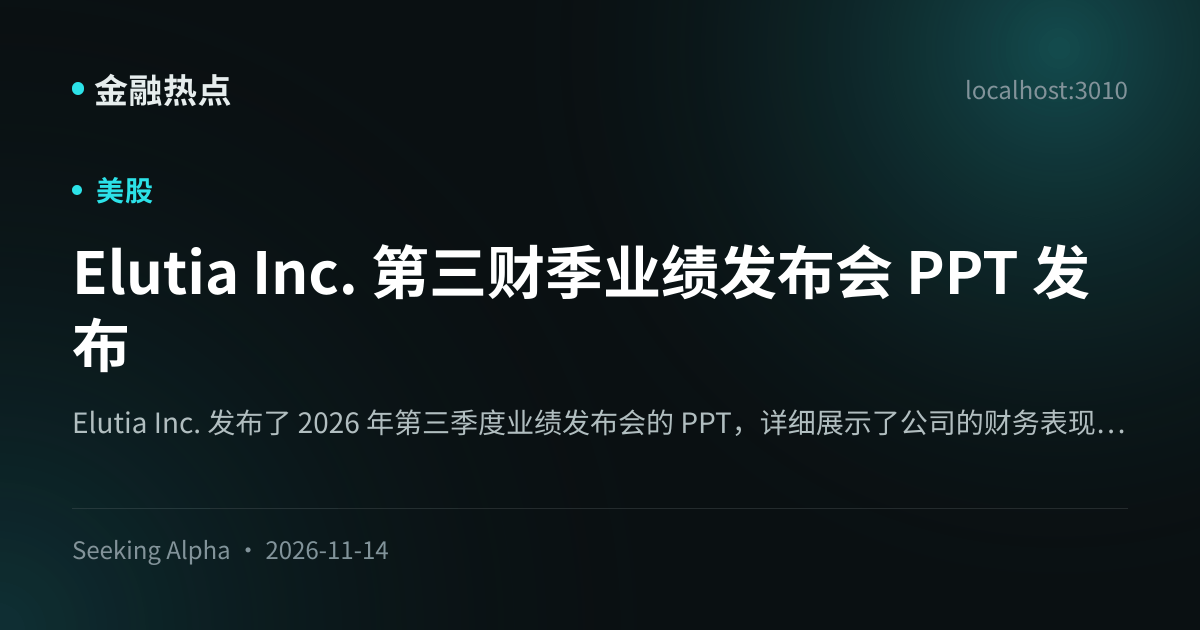 金融热点
localhost:3010
美股
Elutia Inc. 第三财季业绩发布会 PPT 发
布
Elutia Inc. 发布了 2026 年第三季度业绩发布会的 PPT，详细展示了公司的财务表现…
Seeking Alpha · 2026-11-14